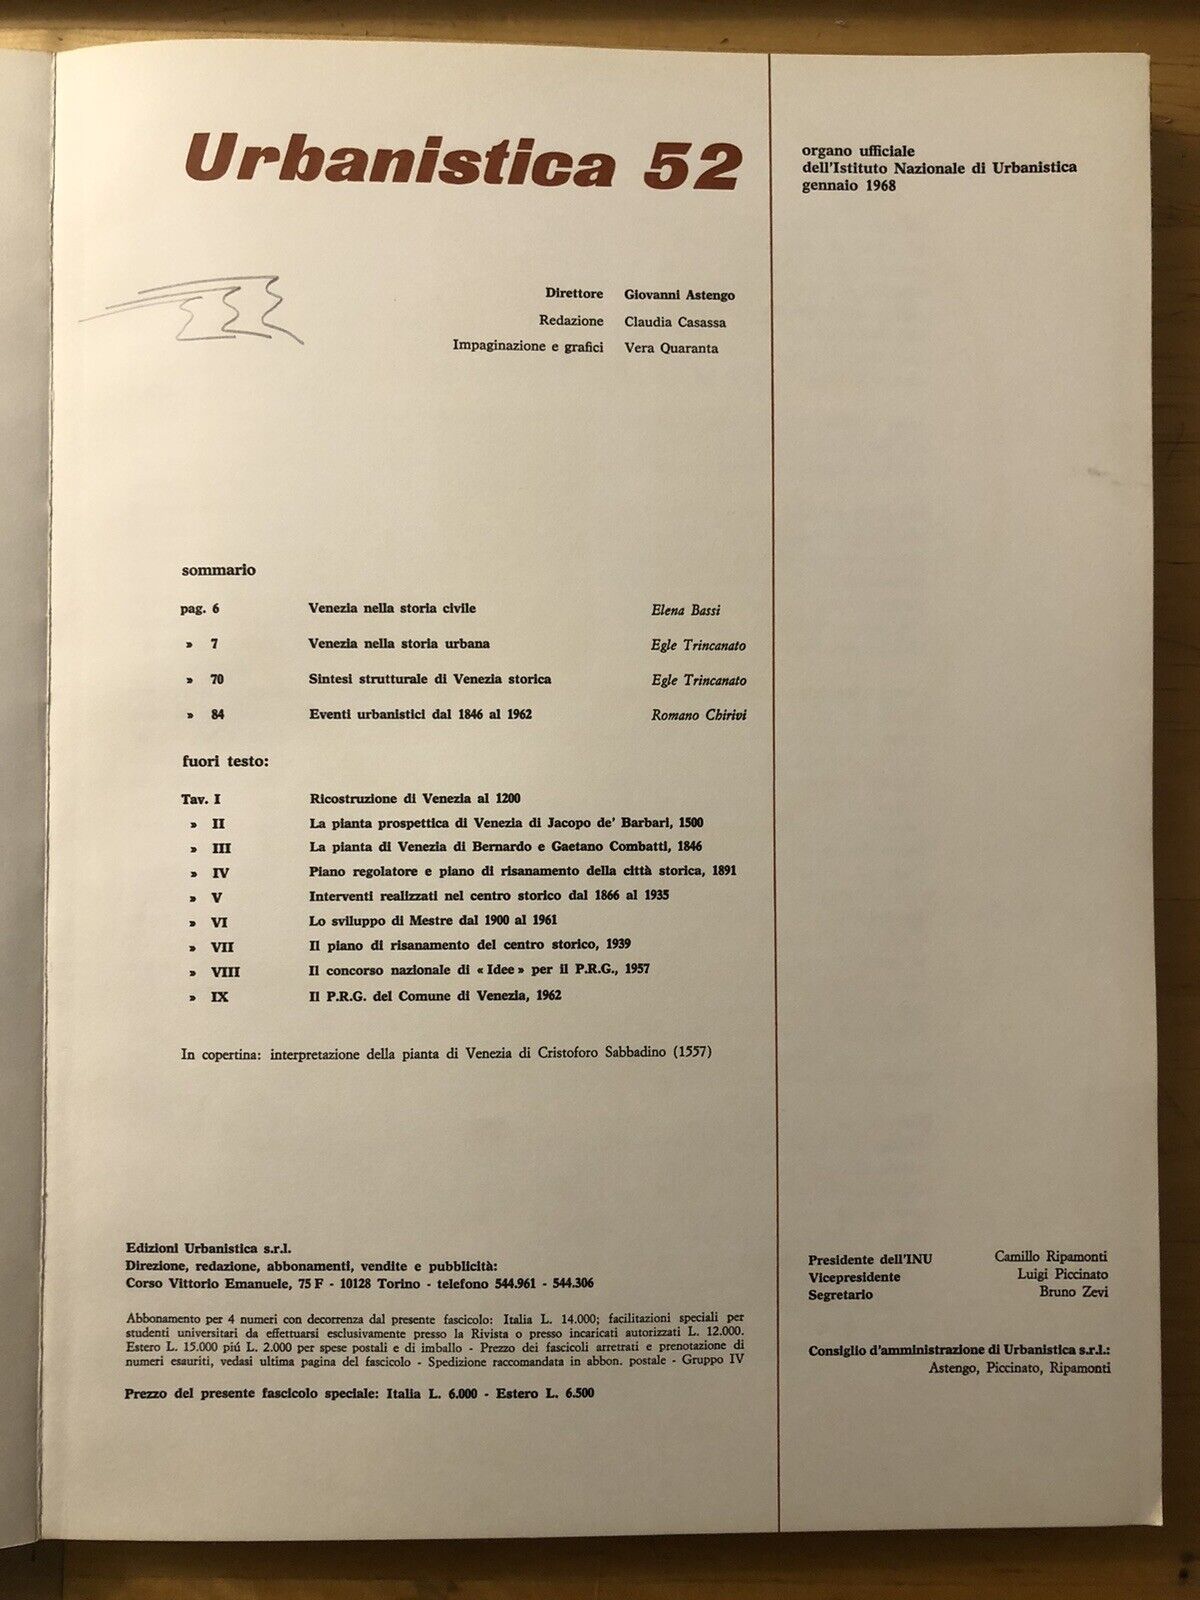 Urbanistica 52
organo ufficiale
dell'Istituto Nazionale di Urbanistica
gennaio 1968
Direttore Giovanni Astengo
Redazione Claudia Casassa
Impaginazione e grafici Vera Quaranta
sommario
pag. 6 Venezia nella storia civile Elena Bassi
» 7 Venezia nella storia urbana Egle Trincanato
» 70 Sintesi strutturale di Venezia storica Egle Trincanato
» 84 Eventi urbanistici dal 1846 al 1962 Romano Chirivi
fuori testo:
Tav. I Ricostruzione di Venezia al 1200
» II La pianta prospettica di Venezia di Jacopo de' Barbari, 1500
» III La pianta di Venezia di Bernardo e Gaetano Combatti, 1846
» IV Piano regolatore e piano di risanamento della città storica, 1891
» V Interventi realizzati nel centro storico dal 1866 al 1935
» VI Lo sviluppo di Mestre dal 1900 al 1961
» VII Il piano di risanamento del centro storico, 1939
» VIII Il concorso nazionale di « Idee » per il P.R.G., 1957
» IX Il P.R.G. del Comune di Venezia, 1962
In copertina: interpretazione della pianta di Venezia di Cristoforo Sabbadino (1557)
Edizioni Urbanistica s.r.l.
Direzione, redazione, abbonamenti, vendite e pubblicità:
Corso Vittorio Emanuele, 75 F - 10128 Torino - telefono 544.961 - 544.306
Abbonamento per 4 numeri con decorrenza dal presente fascicolo: Italia L. 14.000; facilitazioni speciali per
studenti universitari da effettuarsi esclusivamente presso la Rivista o presso incaricati autorizzati L. 12.000.
Estero L. 15.000 piú L. 2.000 per spese postali e di imballo - Prezzo dei fascicoli arretrati e prenotazione di
numeri esauriti, vedasi ultima pagina del fascicolo - Spedizione raccomandata in abbon. postale - Gruppo IV
Prezzo del presente fascicolo speciale: Italia L. 6.000 - Estero L. 6.500
Presidente dell'INU Camillo Ripamonti
Vicepresidente Luigi Piccinato
Segretario Bruno Zevi
Consiglio d'amministrazione di Urbanistica s.r.l.:
Astengo, Piccinato, Ripamonti